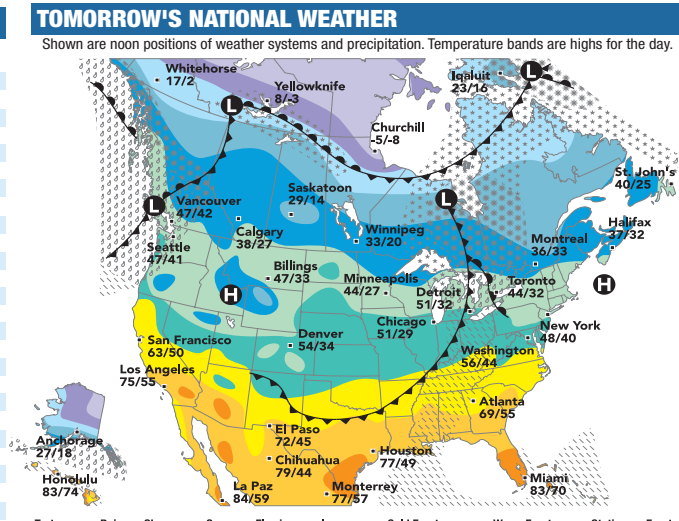 TOMORROW'S NATIONAL WEATHER
Shown are noon positions of weather systems and precipitation. Temperature bands are highs for the day.
Whitehorse
17/2
Yellowknife
8/-3
Iqaluit
23/16
L
L
Churchill
-5/-8
St. John's
40/25
Saskatoon
29/14
Vancouver
47/42
L
L
Halifax
37/32
Calgary
38/27
Winnipeg
33/20
Montreal
36/33
Seattle
47/41
Billings
47/33
Minneapolis
44/27
Detroit
51/32
Toronto
44/32
H
H
Chicago
51/29
New York
48/40
Denver
54/34
San Francisco
63/50
Washington
56/44
Los Angeles
75/55
Atlanta
69/55
El Paso
72/45
Anchorage
27/18
Chihuahua
79/44
Houston
77/49
Honolulu
83/74
La Paz
84/59
Monterrey
77/57
Miami
83/70